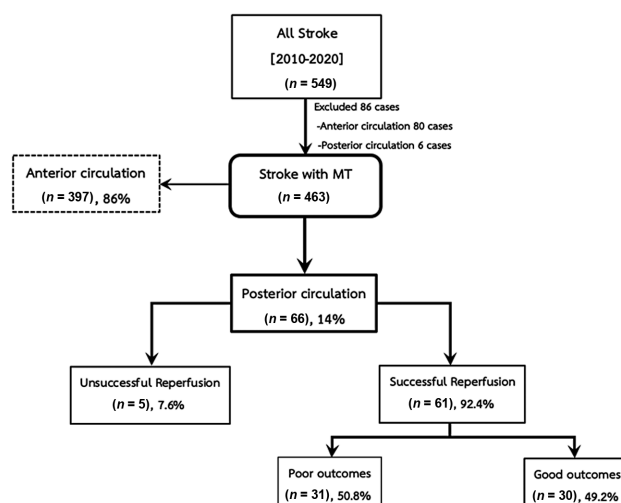 All Stroke
[2010-2020]
(n = 549)
Excluded 86 cases
-Anterior circulation 80 cases
-Posterior circulation 6 cases
Anterior circulation
(n = 397), 86%
Stroke with MT
(n = 463)
Posterior circulation
(n = 66), 14%
Unsuccessful Reperfusion
(n = 5), 7.6%
Successful Reperfusion
(n = 61), 92.4%
Poor outcomes
(n = 31), 50.8%
Good outcomes
(n = 30), 49.2%